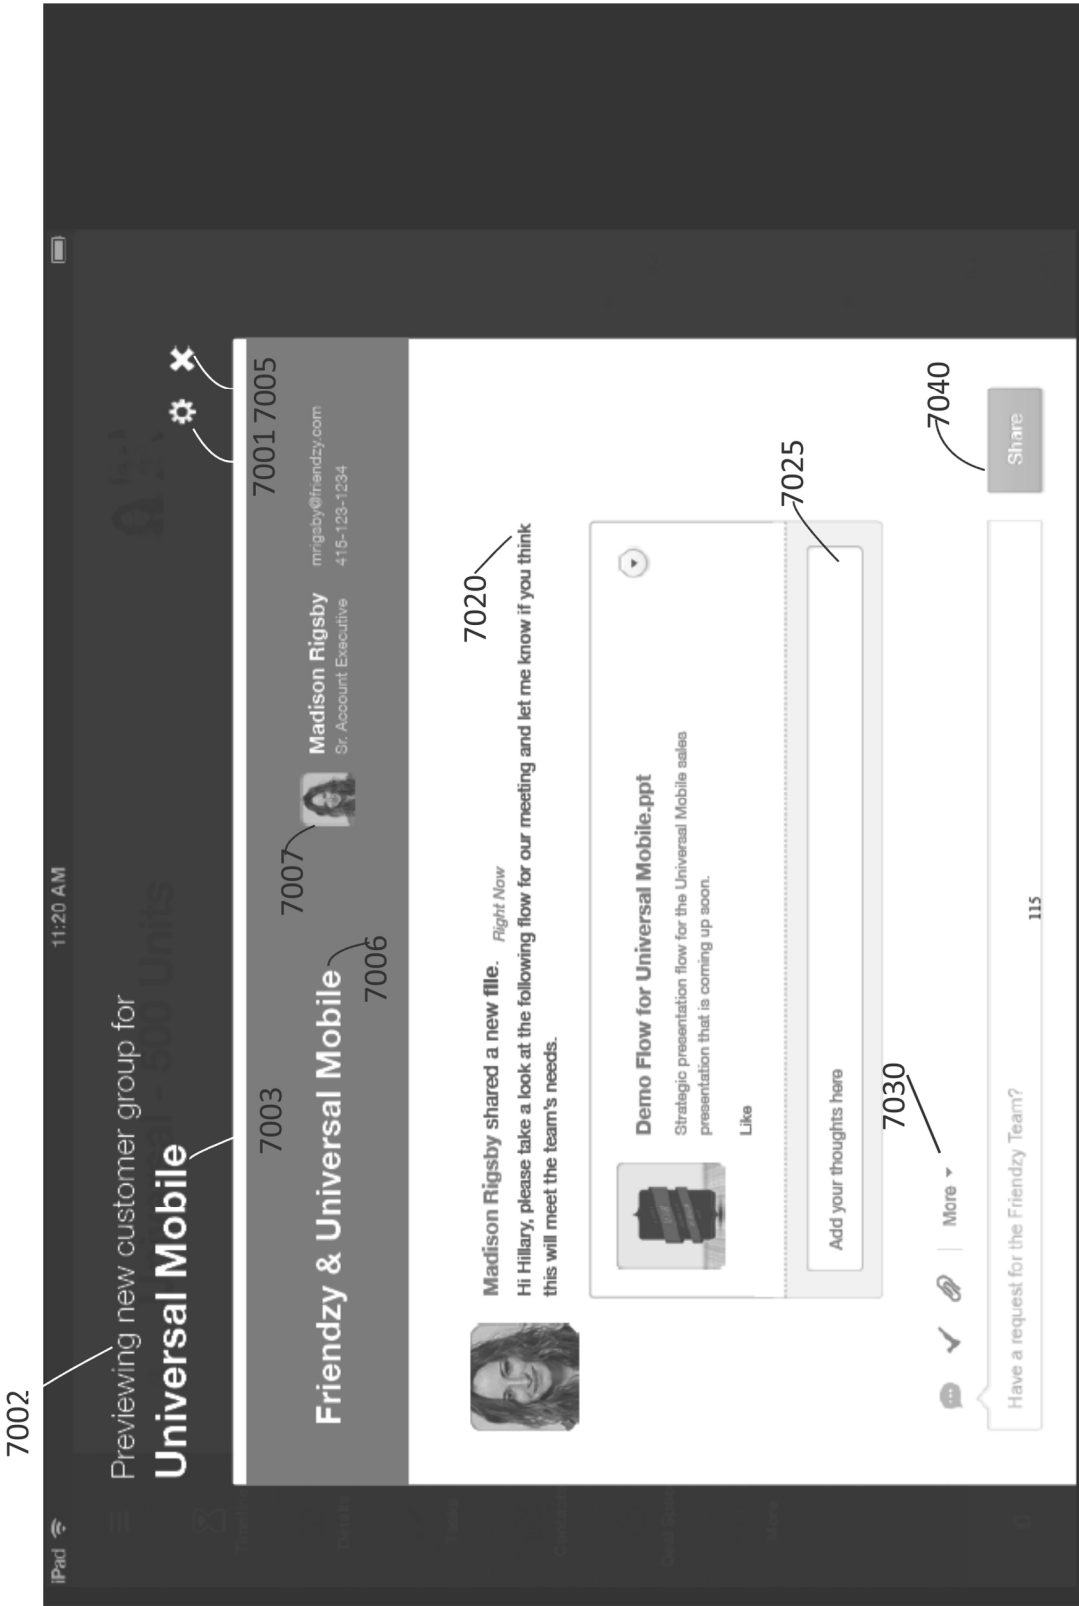 7002
iPad
11:20 AM
Previewing new customer group for
Universal Mobile
7003
7001 7005
Friendzy & Universal Mobile
7006
7007
Madison Rigsby
Sr. Account Executive
mrigsby@friendzy.com
415-123-1234
7020
Madison Rigsby shared a new file. Right Now
Hi Hillary, please take a look at the following flow for our meeting and let me know if you think
this will meet the team's needs.
Demo Flow for Universal Mobile.ppt
Strategic presentation flow for the Universal Mobile sales
presentation that is coming up soon.
Like
7025
Add your thoughts here
7030
More
7040
Have a request for the Friendzy Team?
115
Share
Universal - 500 Units
Timeline
Details